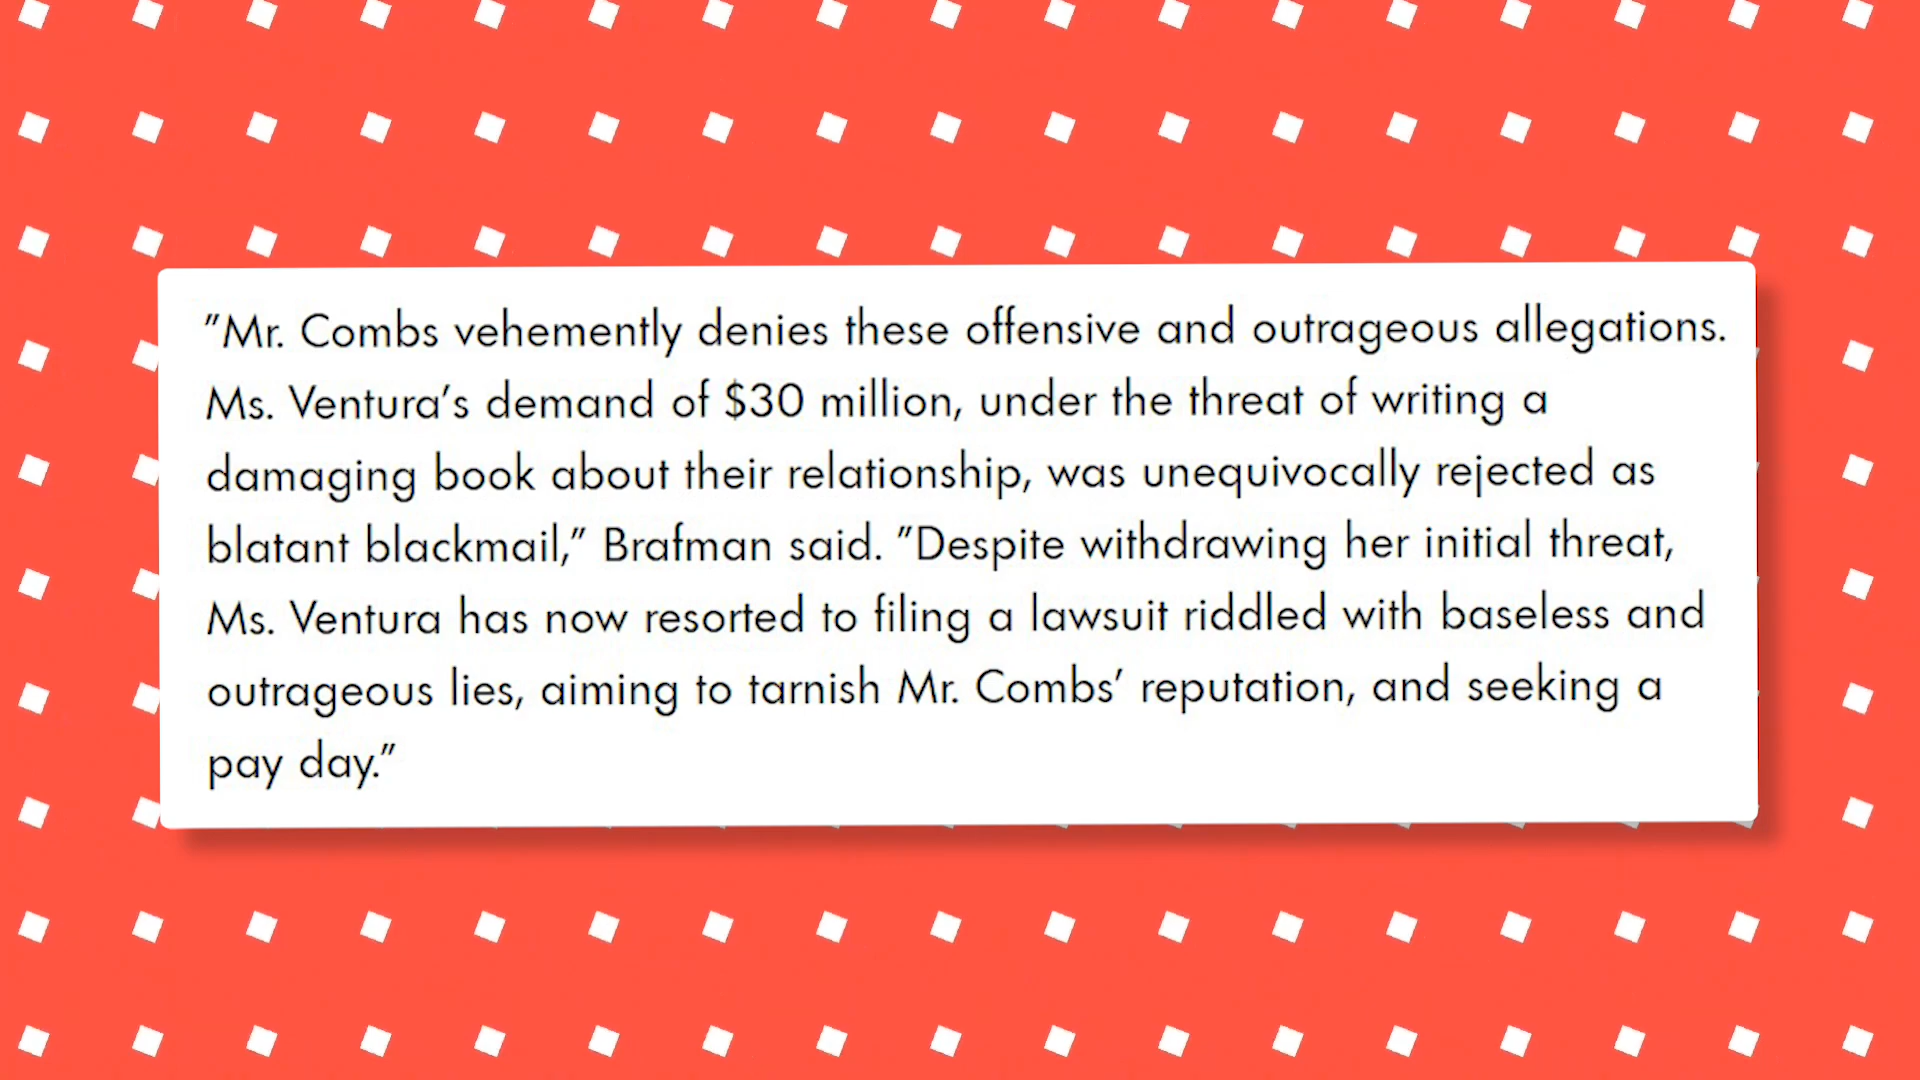 "Mr. Combs vehemently denies these offensive and outrageous allegations.
Ms. Ventura's demand of $30 million, under the threat of writing a
damaging book about their relationship, was unequivocally rejected as
blatant blackmail," Brafman said. "Despite withdrawing her initial threat,
Ms. Ventura has now resorted to filing a lawsuit riddled with baseless and
outrageous lies, aiming to tarnish Mr. Combs' reputation, and seeking a
pay day."